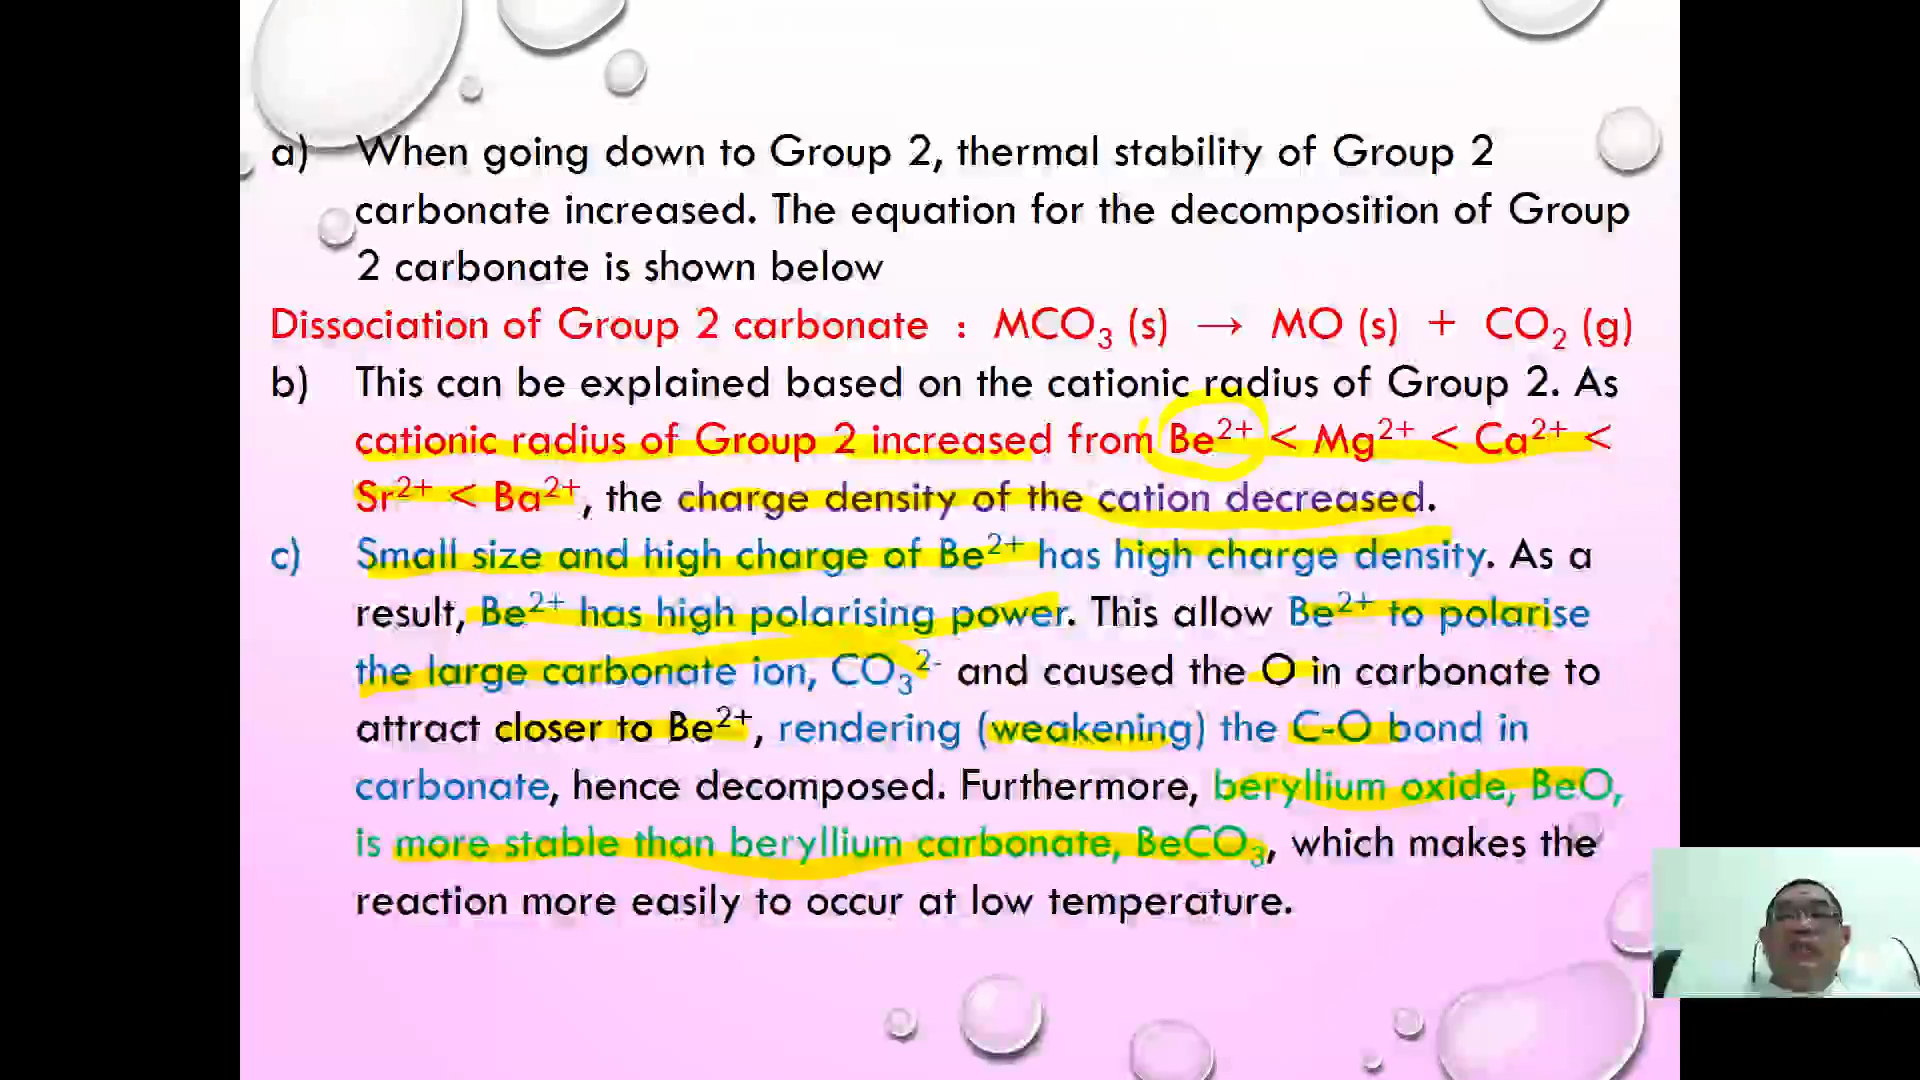 a) When going down to Group 2, thermal stability of Group 2
carbonate increased. The equation for the decomposition of Group
2 carbonate is shown below
Dissociation of Group 2 carbonate : MCO₃ (s) → MO (s) + CO₂ (g)
b) This can be explained based on the cationic radius of Group 2. As
cationic radius of Group 2 increased from Be²⁺ < Mg²⁺ < Ca²⁺ <
Sr²⁺ < Ba²⁺, the charge density of the cation decreased.
c) Small size and high charge of Be²⁺ has high charge density. As a
result, Be²⁺ has high polarising power. This allow Be²⁺ to polarise
the large carbonate ion, CO₃²⁻ and caused the O in carbonate to
attract closer to Be²⁺, rendering (weakening) the C-O bond in
carbonate, hence decomposed. Furthermore, beryllium oxide, BeO,
is more stable than beryllium carbonate, BeCO₃, which makes the
reaction more easily to occur at low temperature.